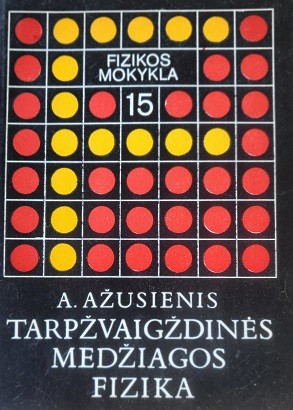 FIZIKOS
MOKYKLA
15
A. AŽUSIENIS
TARPŽVAIGŽDINĖS
MEDŽIAGOS
FIZIKA